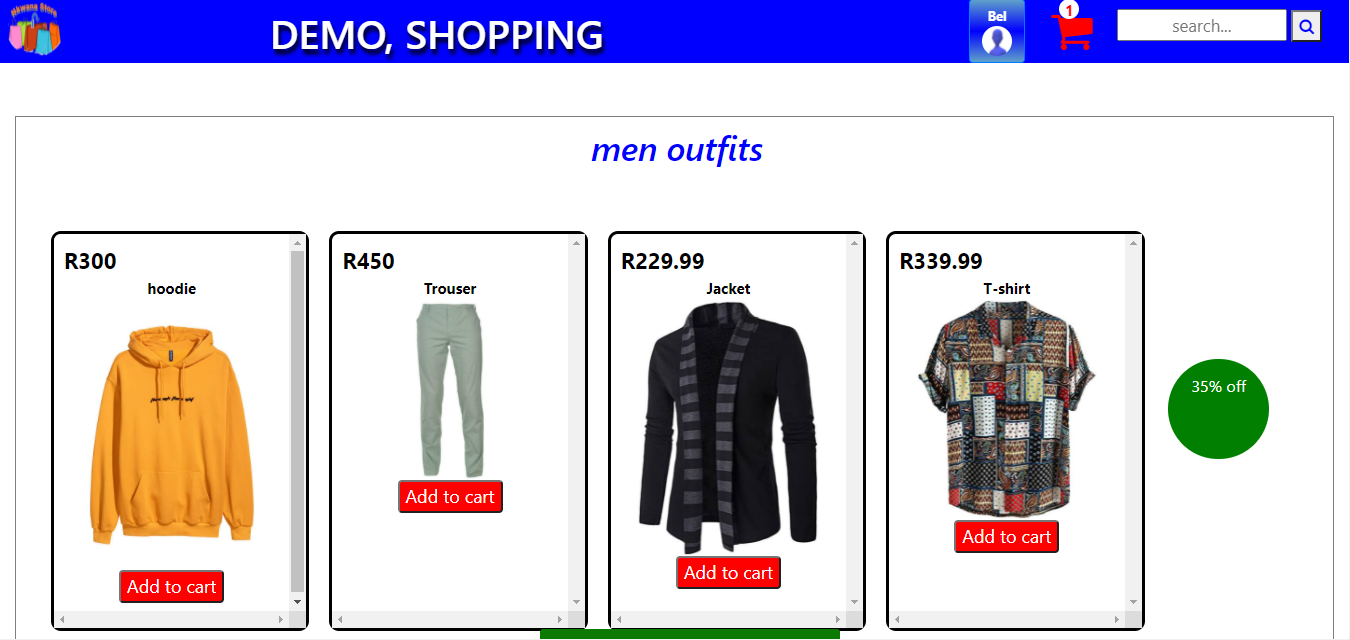 Mkwana Store
DEMO, SHOPPING
Bel
1
search...
men outfits
R300
hoodie
Add to cart
R450
Trouser
Add to cart
R229.99
Jacket
Add to cart
R339.99
T-shirt
Add to cart
35% off